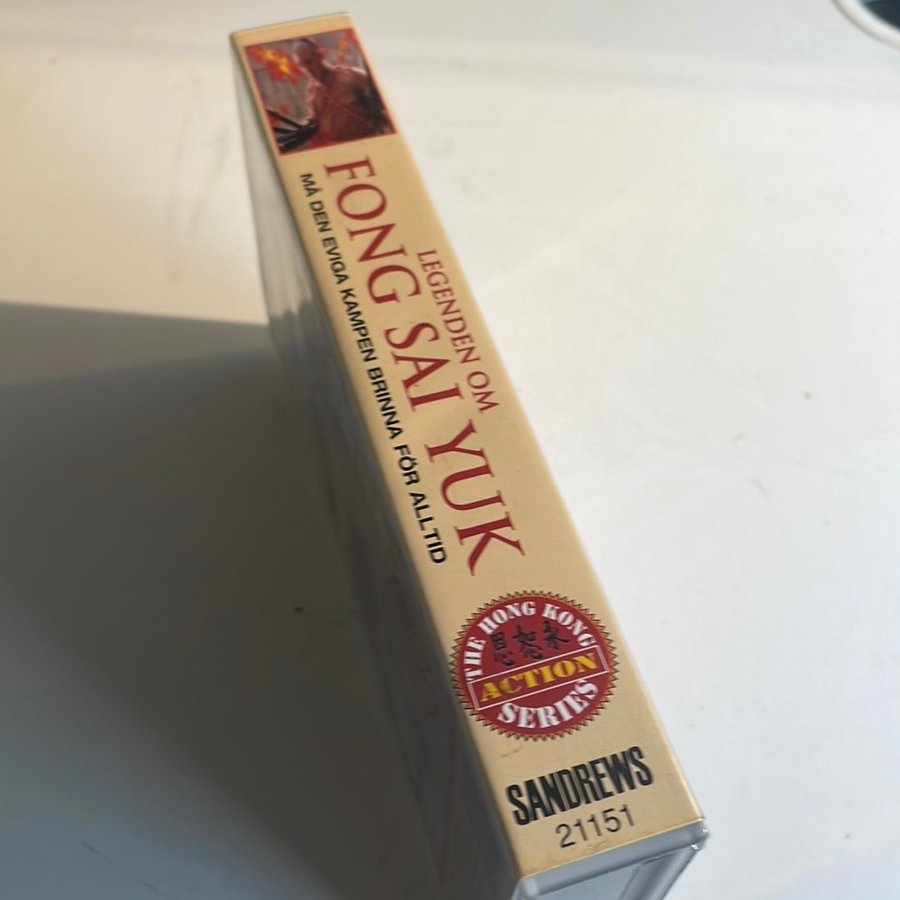 LEGENDEN OM
FONG SAI YUK
MÅ DEN EVIGA KAMPEN BRINNA FÖR ALLTID
THE HONG KONG
ACTION
SERIES
SANDREWS
21151